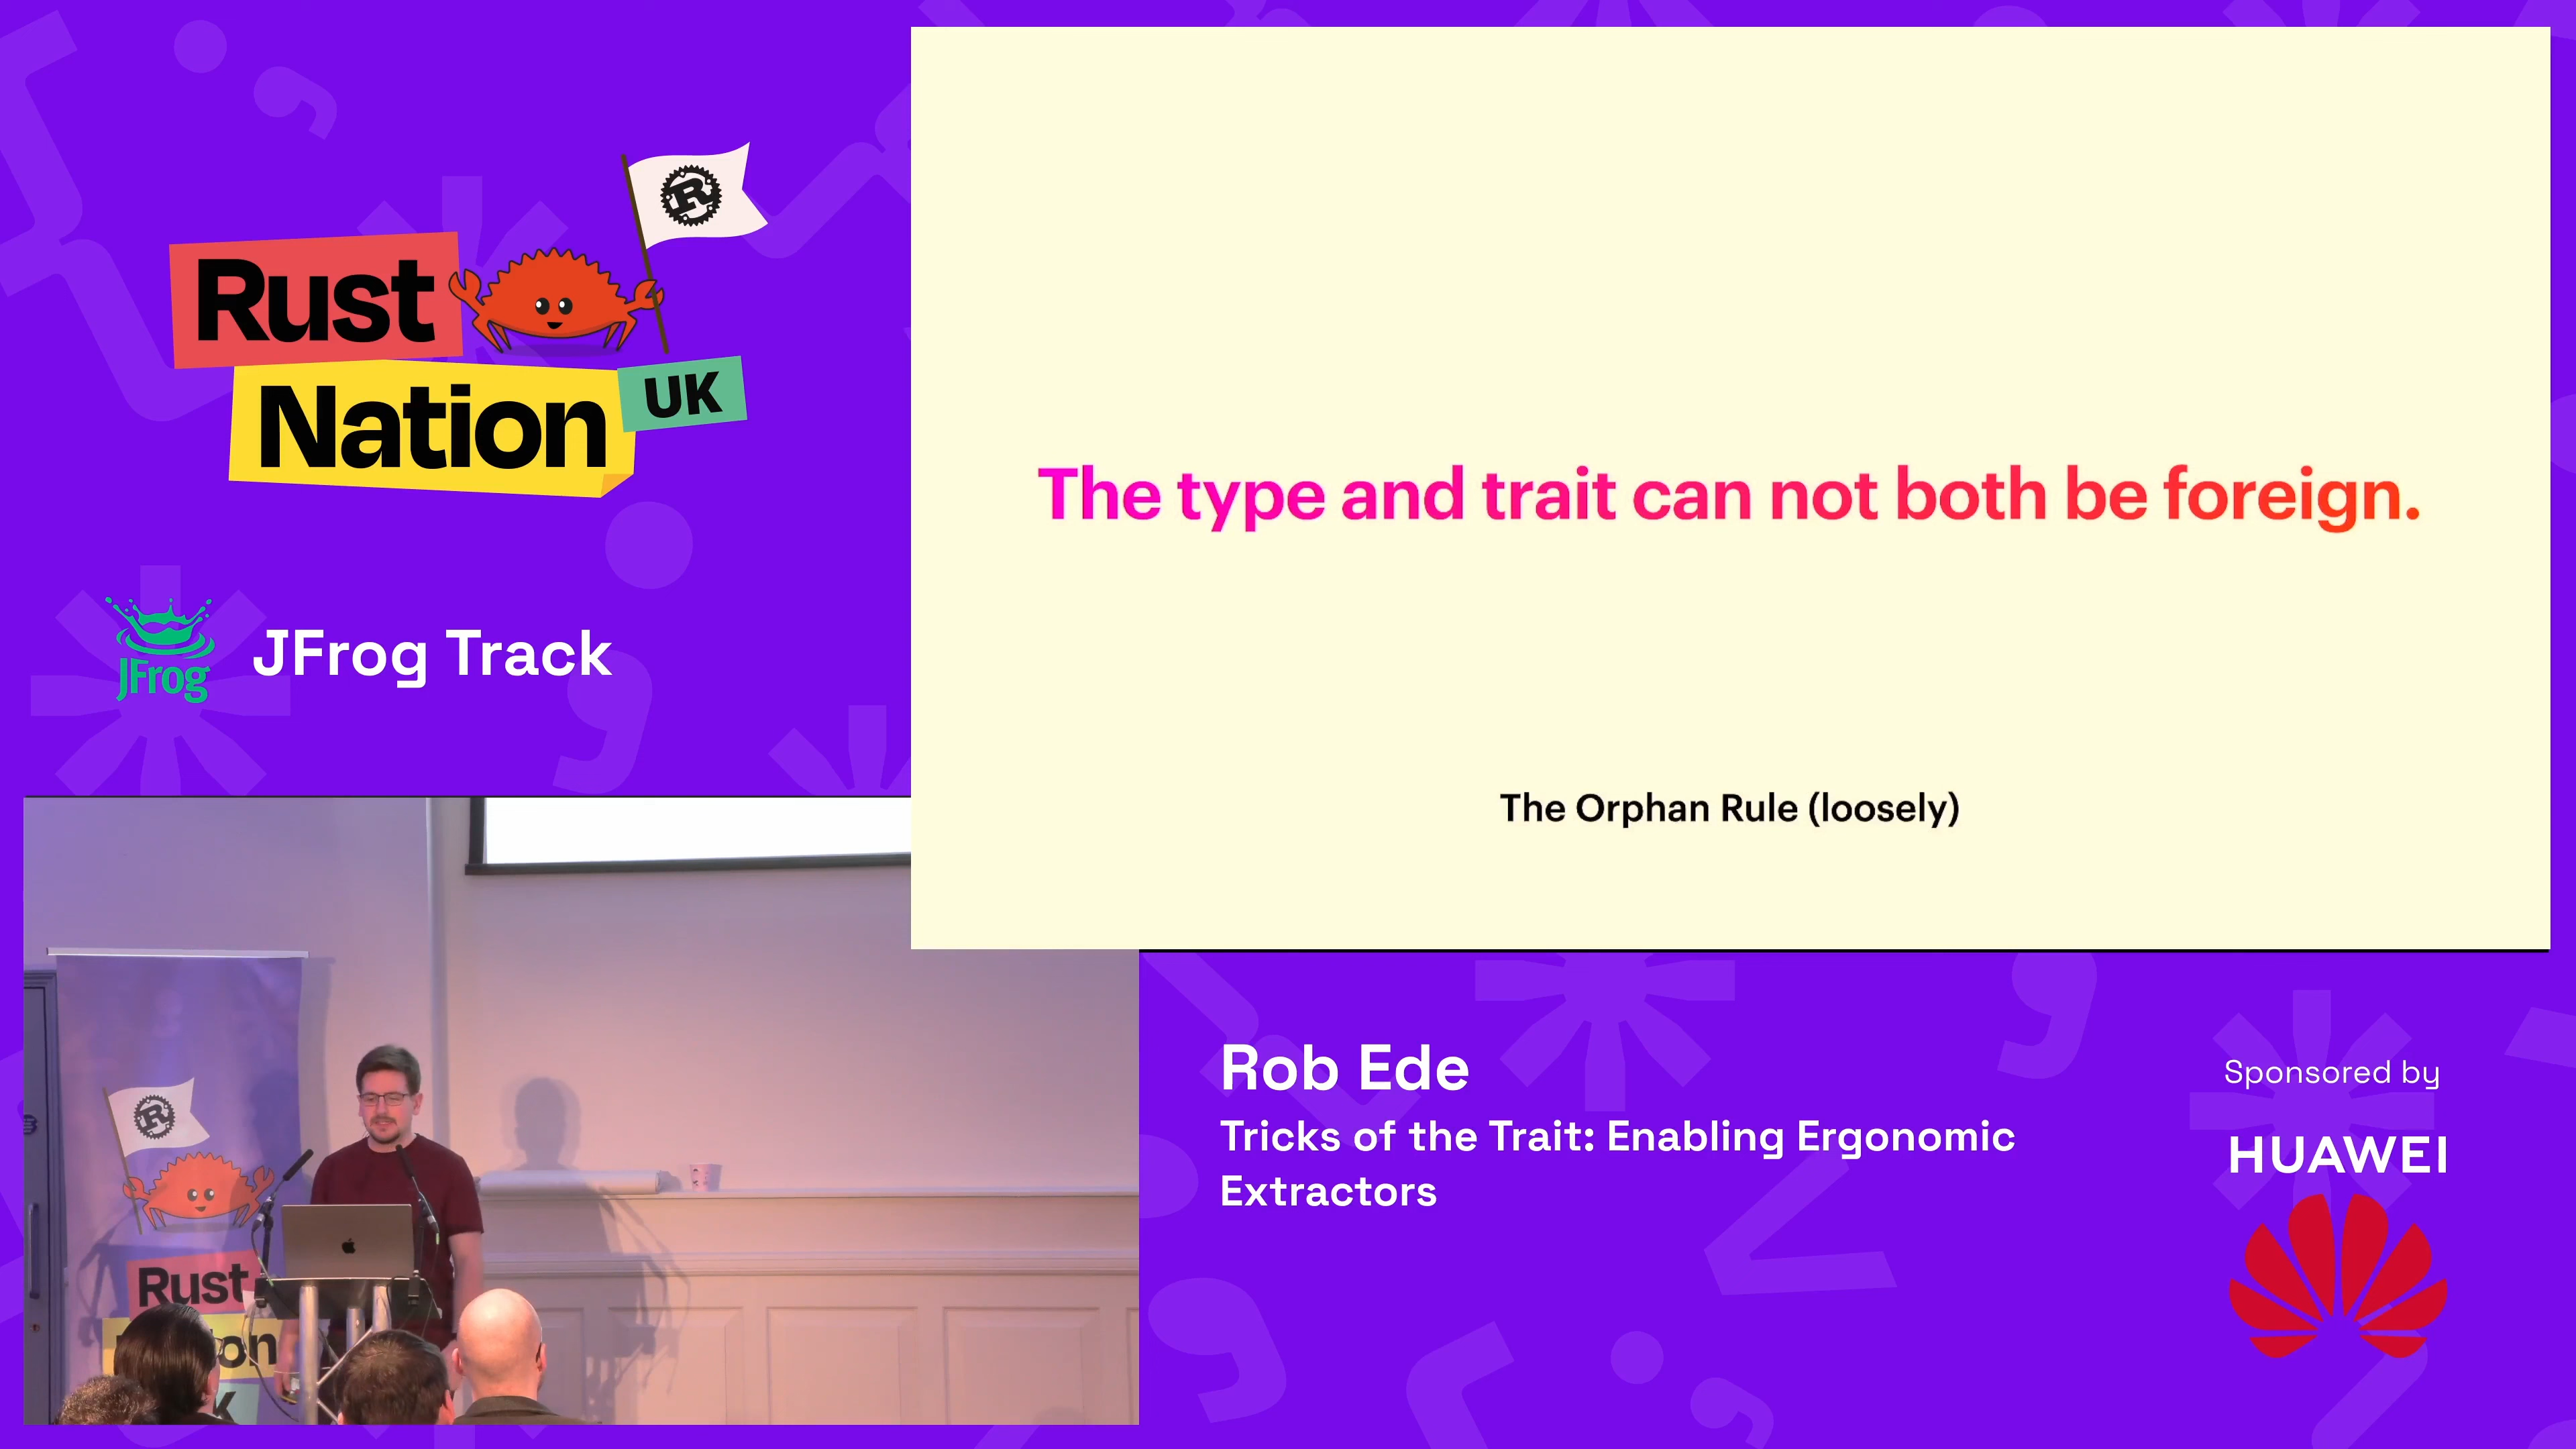 Rust
Nation
UK
JFrog
JFrog Track
The type and trait can not both be foreign.
The Orphan Rule (loosely)
Rust
Rob Ede
Tricks of the Trait: Enabling Ergonomic
Extractors
Sponsored by
HUAWEI